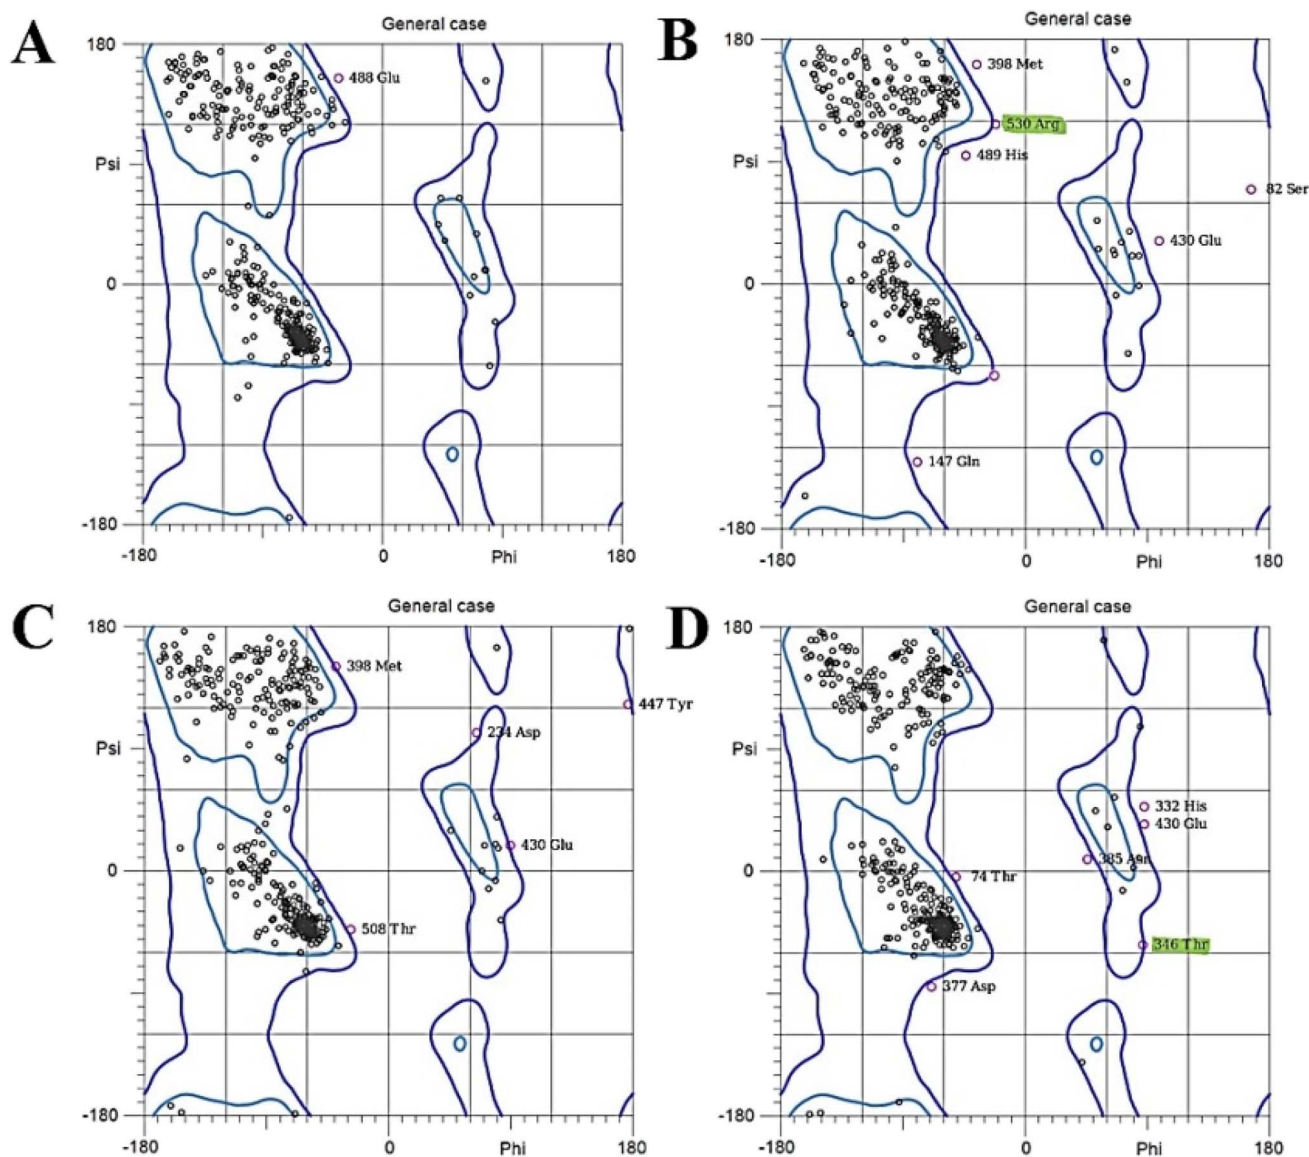 A
General case
180
488 Glu
Psi
0
-180
-180
0
Phi
180
B
General case
180
398 Met
530 Arg
Psi
489 His
82 Ser
430 Glu
0
147 Gln
-180
-180
0
Phi
180
C
General case
180
398 Met
447 Tyr
234 Asp
Psi
430 Glu
0
508 Thr
-180
-180
0
Phi
180
D
General case
180
Psi
332 His
430 Glu
385 Asn
0
74 Thr
346 Thr
377 Asp
-180
-180
0
Phi
180